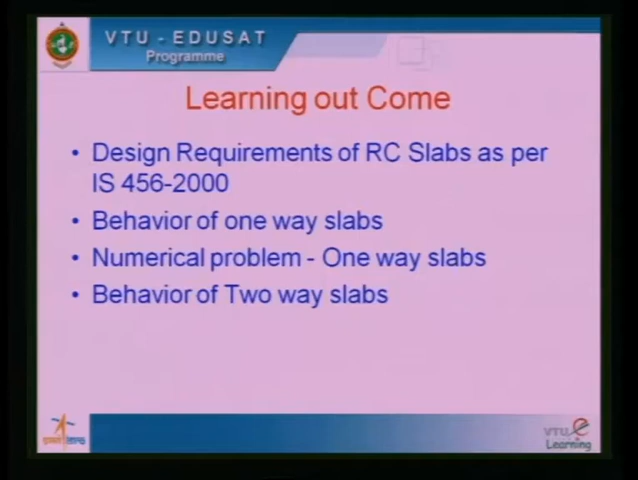 VTU - EDUSAT
Programme
Learning out Come
• Design Requirements of RC Slabs as per
IS 456-2000
• Behavior of one way slabs
• Numerical problem - One way slabs
• Behavior of Two way slabs
VTU e
Learning